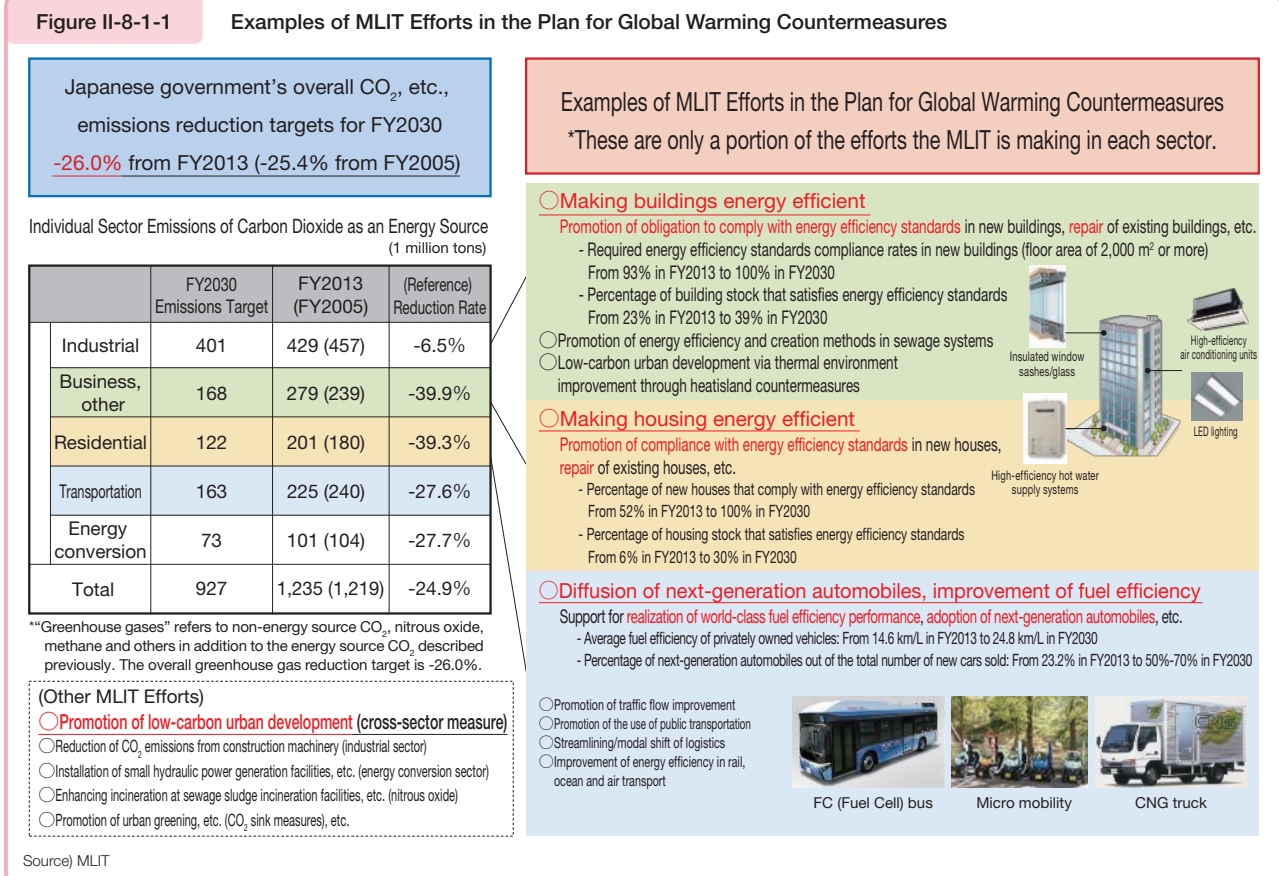 Figure II-8-1-1
Examples of MLIT Efforts in the Plan for Global Warming Countermeasures
Japanese government's overall CO₂, etc.,
emissions reduction targets for FY2030
-26.0% from FY2013 (-25.4% from FY2005)
Individual Sector Emissions of Carbon Dioxide as an Energy Source
(1 million tons)
FY2030 Emissions Target FY2013 (FY2005) (Reference) Reduction Rate
Industrial 401 429 (457) -6.5%
Business, other 168 279 (239) -39.9%
Residential 122 201 (180) -39.3%
Transportation 163 225 (240) -27.6%
Energy conversion 73 101 (104) -27.7%
Total 927 1,235 (1,219) -24.9%
*"Greenhouse gases" refers to non-energy source CO₂, nitrous oxide,
methane and others in addition to the energy source CO₂ described
previously. The overall greenhouse gas reduction target is -26.0%.
(Other MLIT Efforts)
○Promotion of low-carbon urban development (cross-sector measure)
○Reduction of CO₂ emissions from construction machinery (industrial sector)
○Installation of small hydraulic power generation facilities, etc. (energy conversion sector)
○Enhancing incineration at sewage sludge incineration facilities, etc. (nitrous oxide)
○Promotion of urban greening, etc. (CO₂ sink measures), etc.
Examples of MLIT Efforts in the Plan for Global Warming Countermeasures
*These are only a portion of the efforts the MLIT is making in each sector.
○Making buildings energy efficient
Promotion of obligation to comply with energy efficiency standards in new buildings, repair of existing buildings, etc.
- Required energy efficiency standards compliance rates in new buildings (floor area of 2,000 m² or more)
From 93% in FY2013 to 100% in FY2030
- Percentage of building stock that satisfies energy efficiency standards
From 23% in FY2013 to 39% in FY2030
○Promotion of energy efficiency and creation methods in sewage systems
○Low-carbon urban development via thermal environment
improvement through heatisland countermeasures
Insulated window
sashes/glass
High-efficiency
air conditioning units
LED lighting
High-efficiency hot water
supply systems
○Making housing energy efficient
Promotion of compliance with energy efficiency standards in new houses,
repair of existing houses, etc.
- Percentage of new houses that comply with energy efficiency standards
From 52% in FY2013 to 100% in FY2030
- Percentage of housing stock that satisfies energy efficiency standards
From 6% in FY2013 to 30% in FY2030
○Diffusion of next-generation automobiles, improvement of fuel efficiency
Support for realization of world-class fuel efficiency performance, adoption of next-generation automobiles, etc.
- Average fuel efficiency of privately owned vehicles: From 14.6 km/L in FY2013 to 24.8 km/L in FY2030
- Percentage of next-generation automobiles out of the total number of new cars sold: From 23.2% in FY2013 to 50%-70% in FY2030
○Promotion of traffic flow improvement
○Promotion of the use of public transportation
○Streamlining/modal shift of logistics
○Improvement of energy efficiency in rail,
ocean and air transport
CNG
FC (Fuel Cell) bus
Micro mobility
CNG truck
Source) MLIT